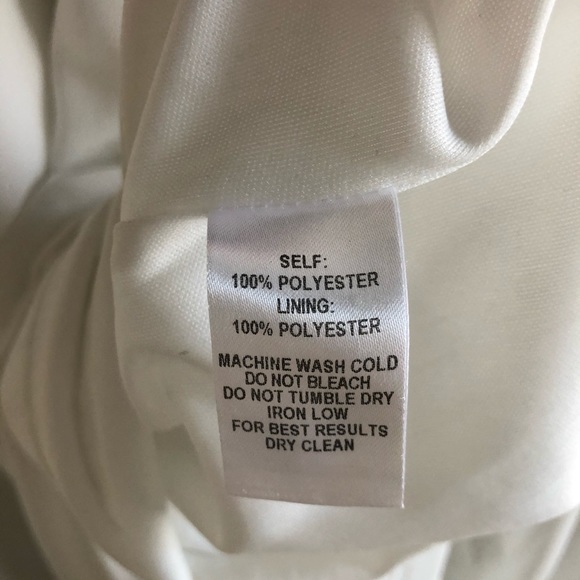 SELF:
100% POLYESTER
LINING:
100% POLYESTER
MACHINE WASH COLD
DO NOT BLEACH
DO NOT TUMBLE DRY
IRON LOW
FOR BEST RESULTS
DRY CLEAN